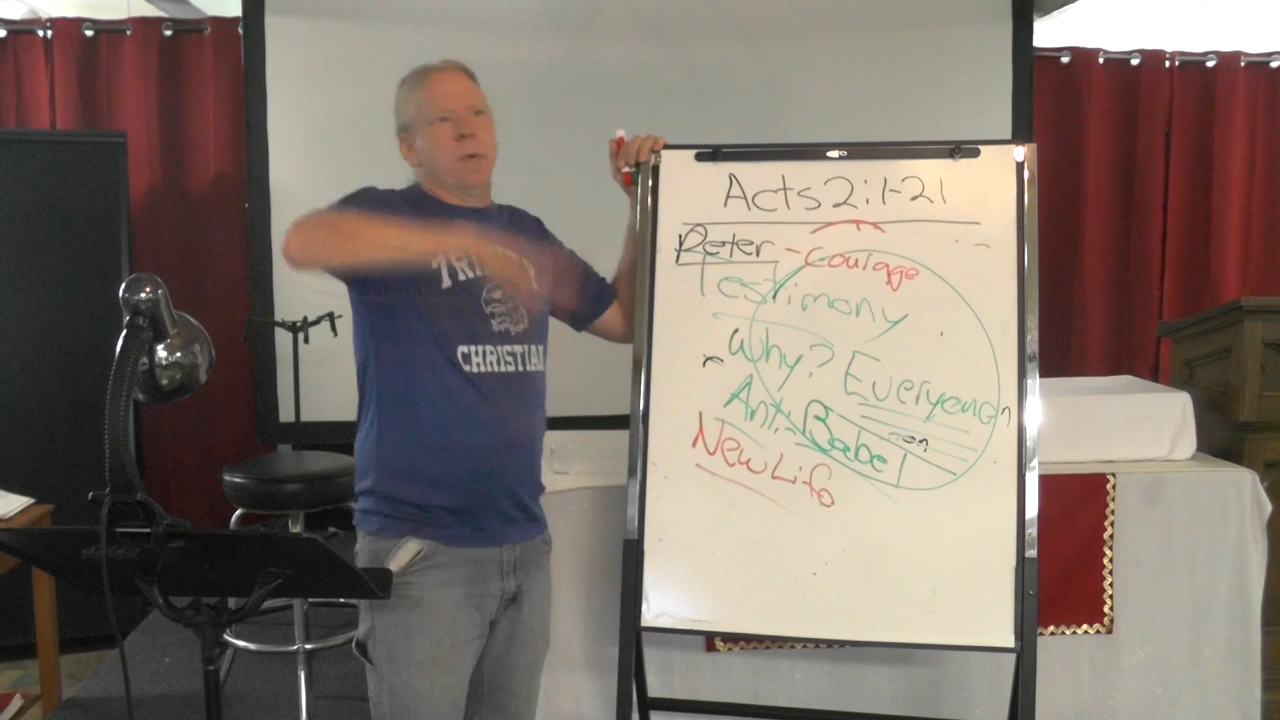 Acts 2:1-21
Peter - Courage
Testimony
Why? Everyone
Anti-Babel
New Life
CHRISTIAN